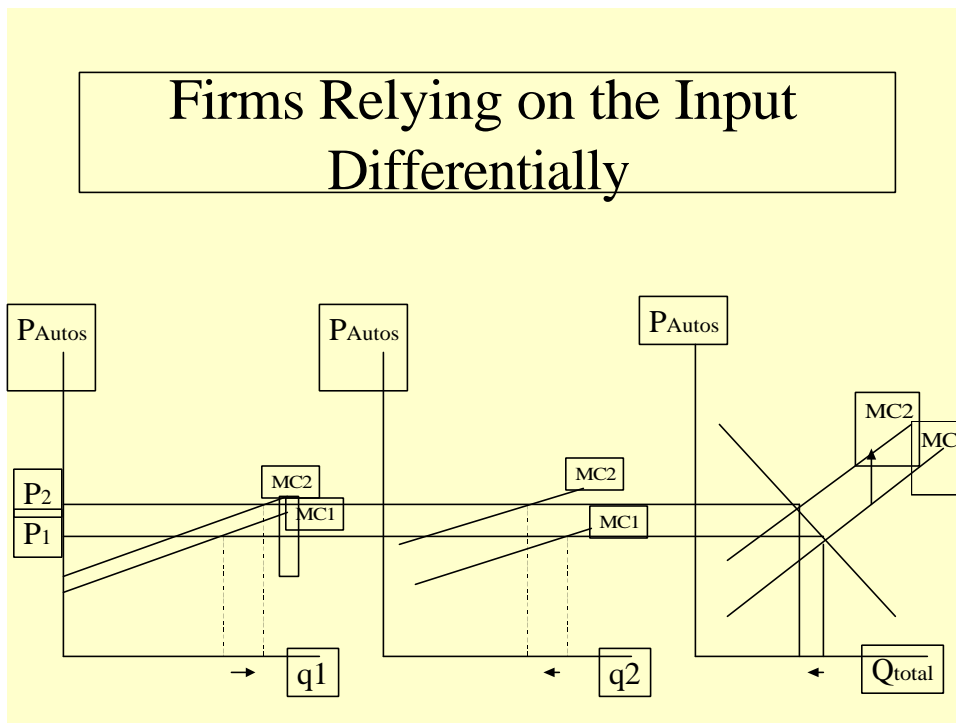 Firms Relying on the Input
Differentially
PAutos
PAutos
PAutos
MC2
MC
MC2
MC1
MC2
MC1
P2
P1
q1
q2
Qtotal